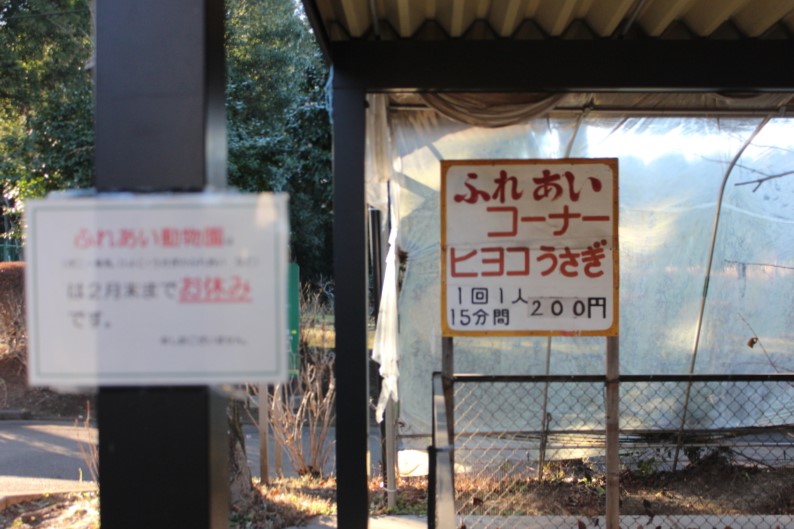 ふれあい動物園は
は2月末までお休み
です。
ふれあい
コーナー
ヒヨコうさぎ
1回1人 200円
15分間